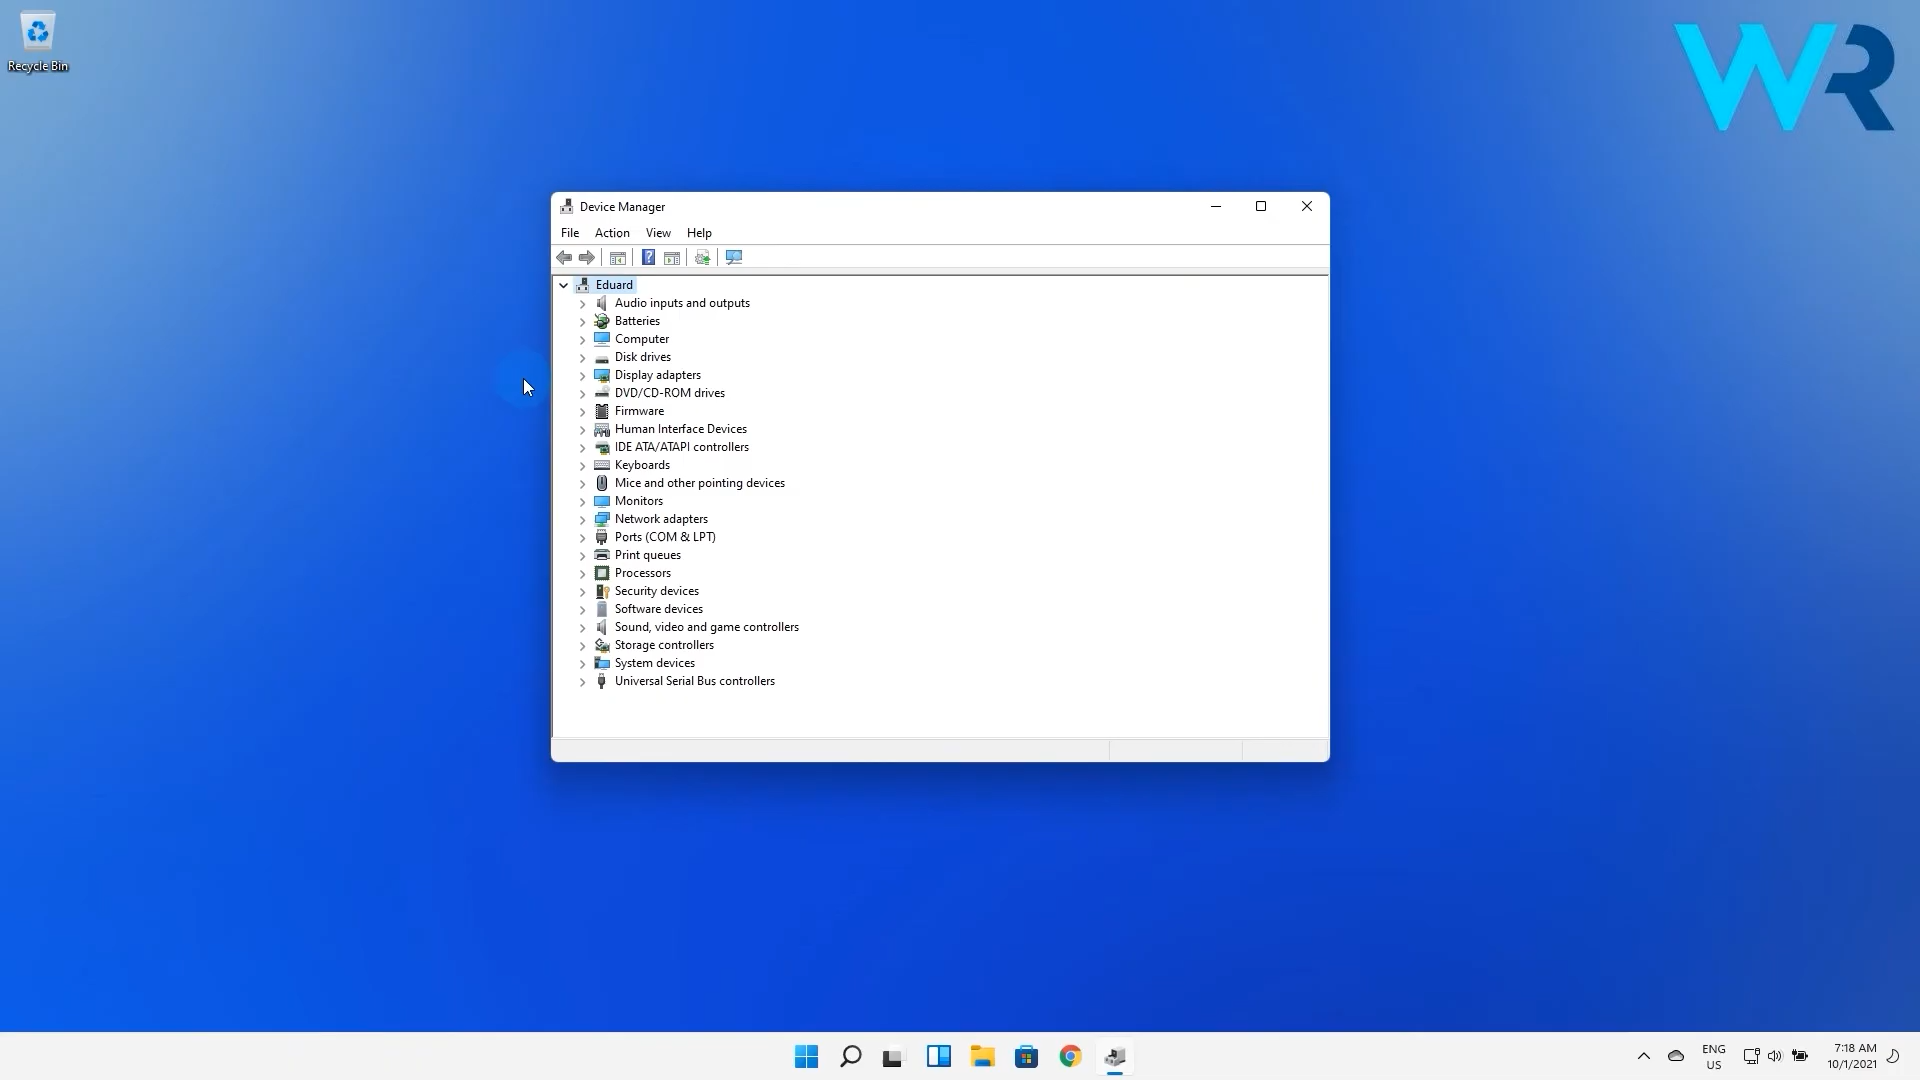 Recycle Bin
WR
Device Manager
File Action View Help
Eduard
Audio inputs and outputs
Batteries
Computer
Disk drives
Display adapters
DVD/CD-ROM drives
Firmware
Human Interface Devices
IDE ATA/ATAPI controllers
Keyboards
Mice and other pointing devices
Monitors
Network adapters
Ports (COM & LPT)
Print queues
Processors
Security devices
Software devices
Sound, video and game controllers
Storage controllers
System devices
Universal Serial Bus controllers
ENG
US
7:18 AM
10/1/2021